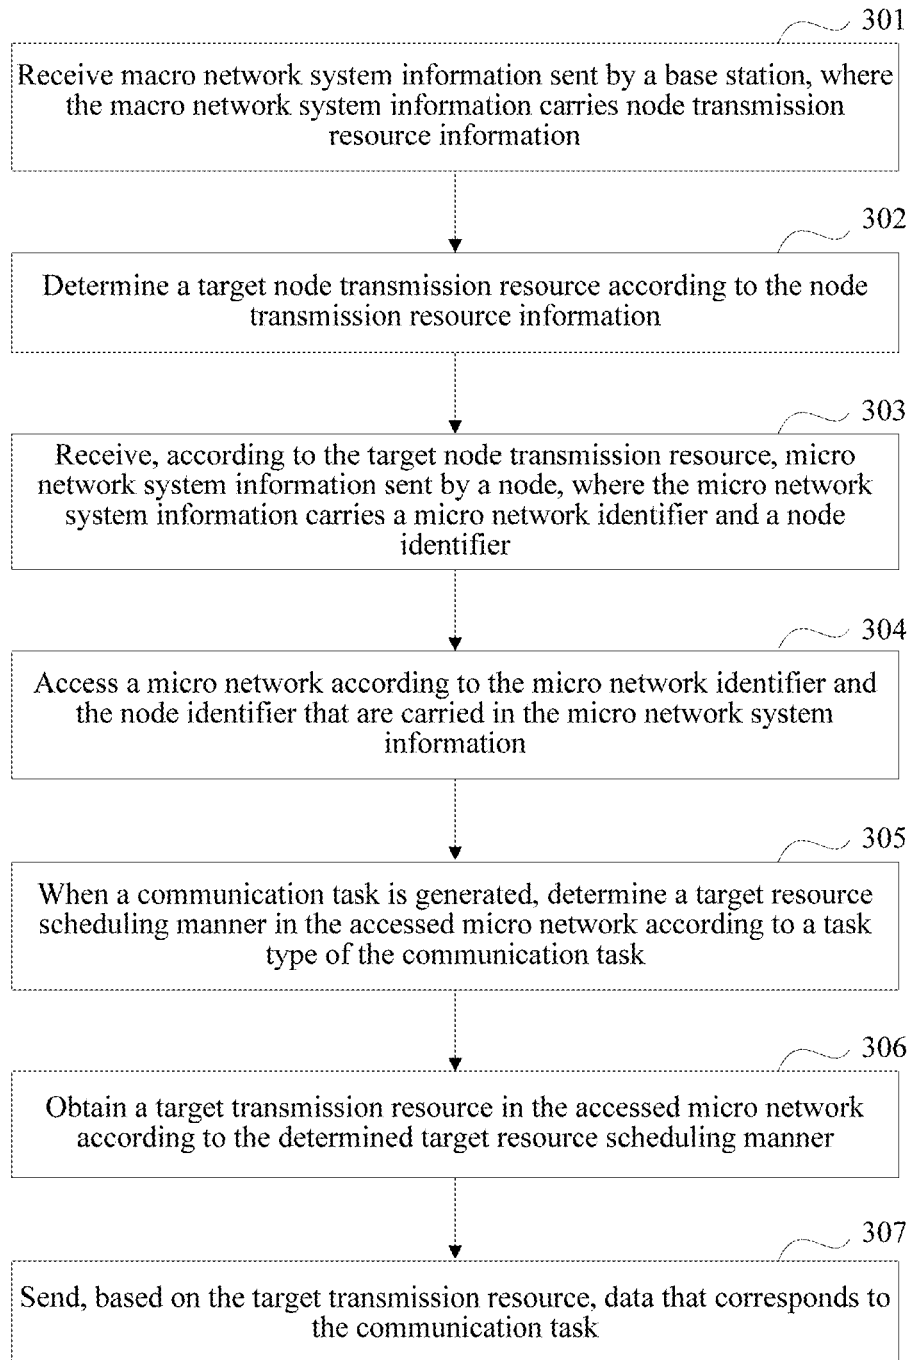 301
Receive macro network system information sent by a base station, where
the macro network system information carries node transmission
resource information
302
Determine a target node transmission resource according to the node
transmission resource information
303
Receive, according to the target node transmission resource, micro
network system information sent by a node, where the micro network
system information carries a micro network identifier and a node
identifier
304
Access a micro network according to the micro network identifier and
the node identifier that are carried in the micro network system
information
305
When a communication task is generated, determine a target resource
scheduling manner in the accessed micro network according to a task
type of the communication task
306
Obtain a target transmission resource in the accessed micro network
according to the determined target resource scheduling manner
307
Send, based on the target transmission resource, data that corresponds to
the communication task